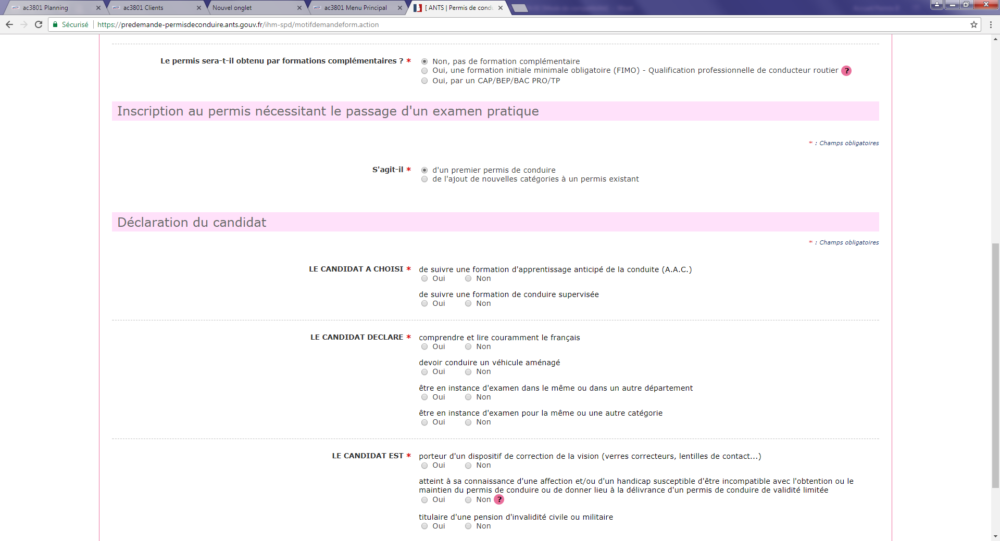 ac3801 Planning
ac3801 Clients
Nouvel onglet
ac3801 Menu Principal
[ ANTS | Permis de cond
Sécurisé
https://predemande-permisdeconduire.ants.gouv.fr/ihm-spd/motifdemandeform.action
Le permis sera-t-il obtenu par formations complémentaires ? *
Non, pas de formation complémentaire
Oui, une formation initiale minimale obligatoire (FIMO) - Qualification professionnelle de conducteur routier ?
Oui, par un CAP/BEP/BAC PRO/TP
Inscription au permis nécessitant le passage d'un examen pratique
* : Champs obligatoires
S'agit-il *
d'un premier permis de conduire
de l'ajout de nouvelles catégories à un permis existant
Déclaration du candidat
* : Champs obligatoires
LE CANDIDAT A CHOISI *
de suivre une formation d'apprentissage anticipé de la conduite (A.A.C.)
Oui Non
de suivre une formation de conduire supervisée
Oui Non
LE CANDIDAT DECLARE *
comprendre et lire couramment le français
Oui Non
devoir conduire un véhicule aménagé
Oui Non
être en instance d'examen dans le même ou dans un autre département
Oui Non
être en instance d'examen pour la même ou une autre catégorie
Oui Non
LE CANDIDAT EST *
porteur d'un dispositif de correction de la vision (verres correcteurs, lentilles de contact...)
Oui Non
atteint à sa connaissance d'une affection et/ou d'un handicap susceptible d'être incompatible avec l'obtention ou le
maintien du permis de conduire ou de donner lieu à la délivrance d'un permis de conduire de validité limitée
Oui Non ?
titulaire d'une pension d'invalidité civile ou militaire
Oui Non